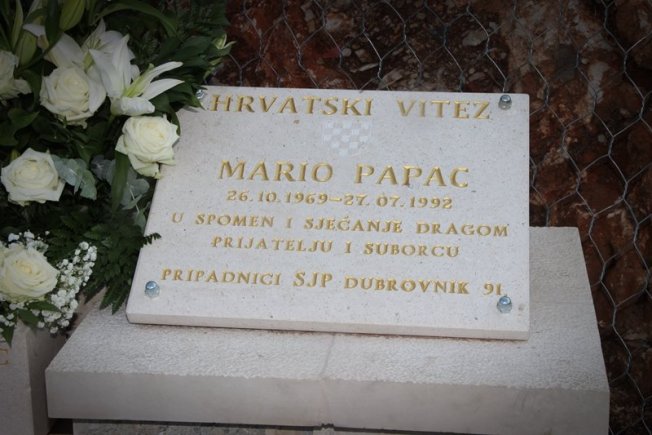 HRVATSKI VITEZ
MARIO PAPAC
26.10.1969-27.07.1992
U SPOMEN I SJEĆANJE DRAGOM
PRIJATELJU I SUBORCU
PRIPADNICI SJP DUBROVNIK 91.